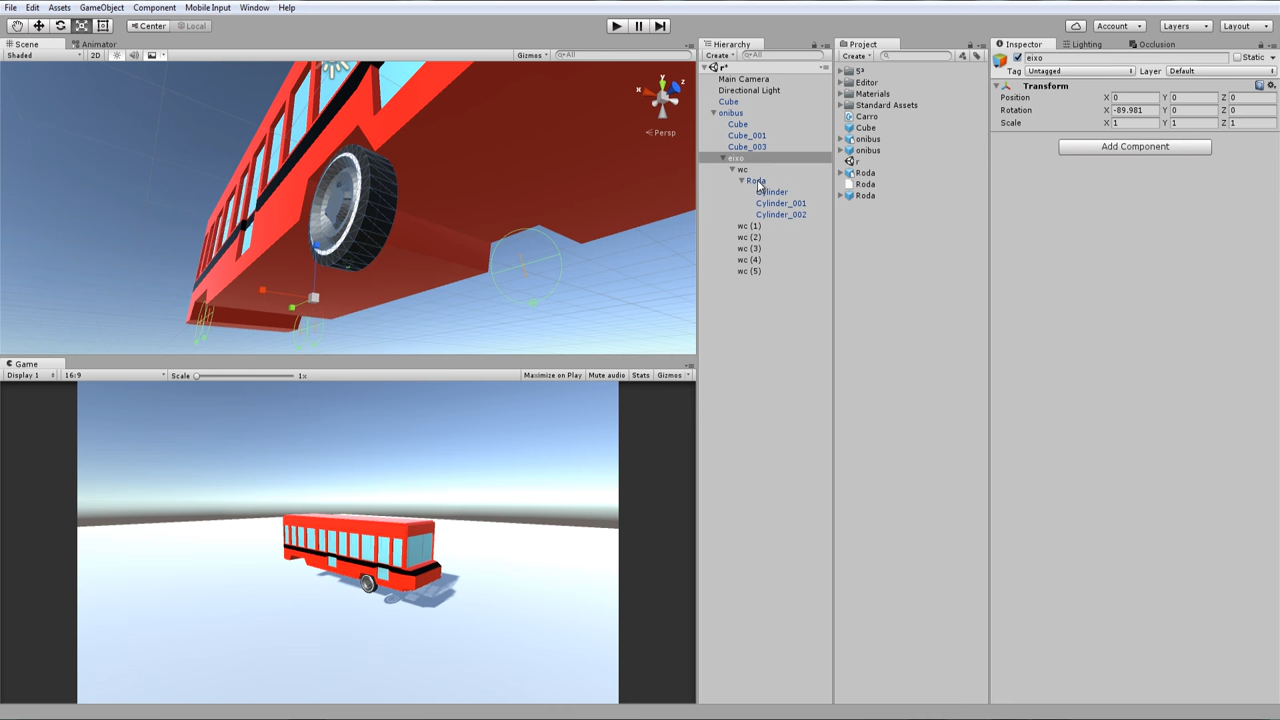 File Edit Assets GameObject Component Mobile Input Window Help
Center Local Account Layers Layout
Scene Animator
Shaded 2D Gizmos All
y x z
Persp
Game
Display 1 16:9 Scale 1x Maximize on Play Mute audio Stats Gizmos
Hierarchy
Create All
r*
Main Camera
Directional Light
Cube
onibus
Cube
Cube_001
Cube_003
eixo
wc
Roda
Cylinder
Cylinder_001
Cylinder_002
wc (1)
wc (2)
wc (3)
wc (4)
wc (5)
Project
Create
Editor
Materials
Standard Assets
Carro
Cube
onibus
onibus
r
Roda
Roda
Roda
Inspector Lighting Occlusion
eixo Static
Tag Untagged Layer Default
Transform
Position X 0 Y 0 Z 0
Rotation X -89.981 Y 0 Z 0
Scale X 1 Y 1 Z 1
Add Component